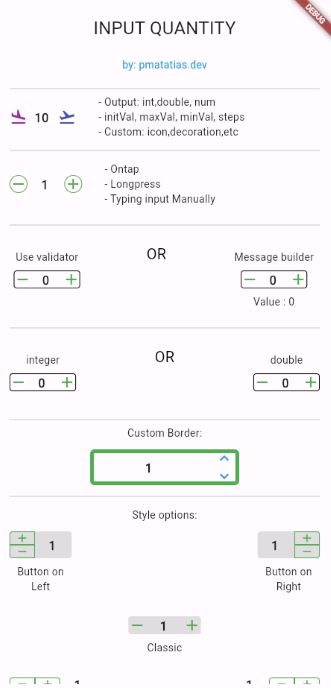 DEBUG
INPUT QUANTITY
by: pmatatias.dev
10
- Output: int,double, num
- initVal, maxVal, minVal, steps
- Custom: icon,decoration,etc
1
- Ontap
- Longpress
- Typing input Manually
Use validator
OR
Message builder
0
0
Value : 0
integer
OR
double
0
0
Custom Border:
1
Style options:
1
1
Button on
Left
Button on
Right
1
Classic